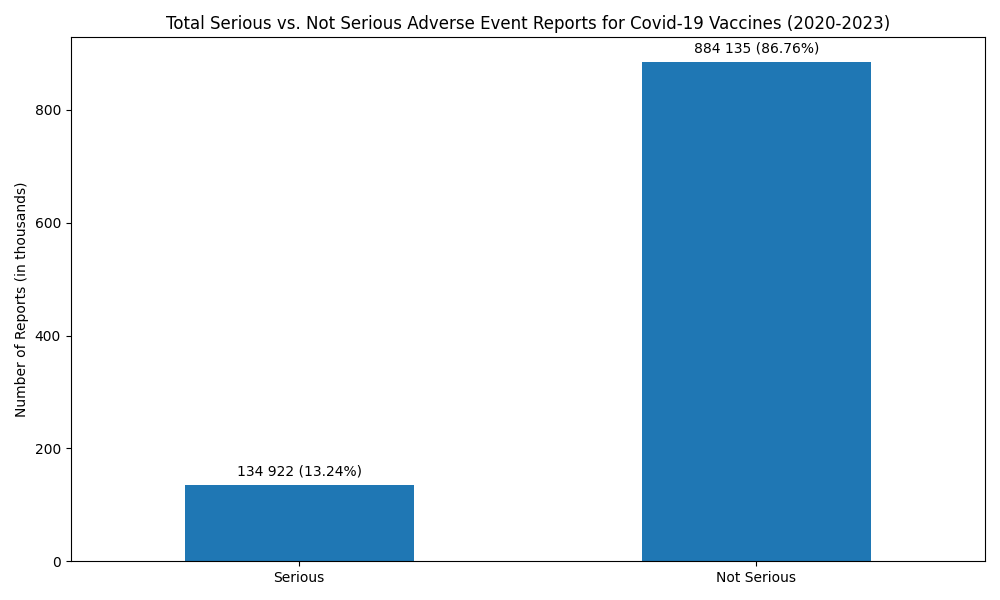 Total Serious vs. Not Serious Adverse Event Reports for Covid-19 Vaccines (2020-2023)
884 135 (86.76%)
800
600
Number of Reports (in thousands)
400
200
134 922 (13.24%)
0
Serious
Not Serious